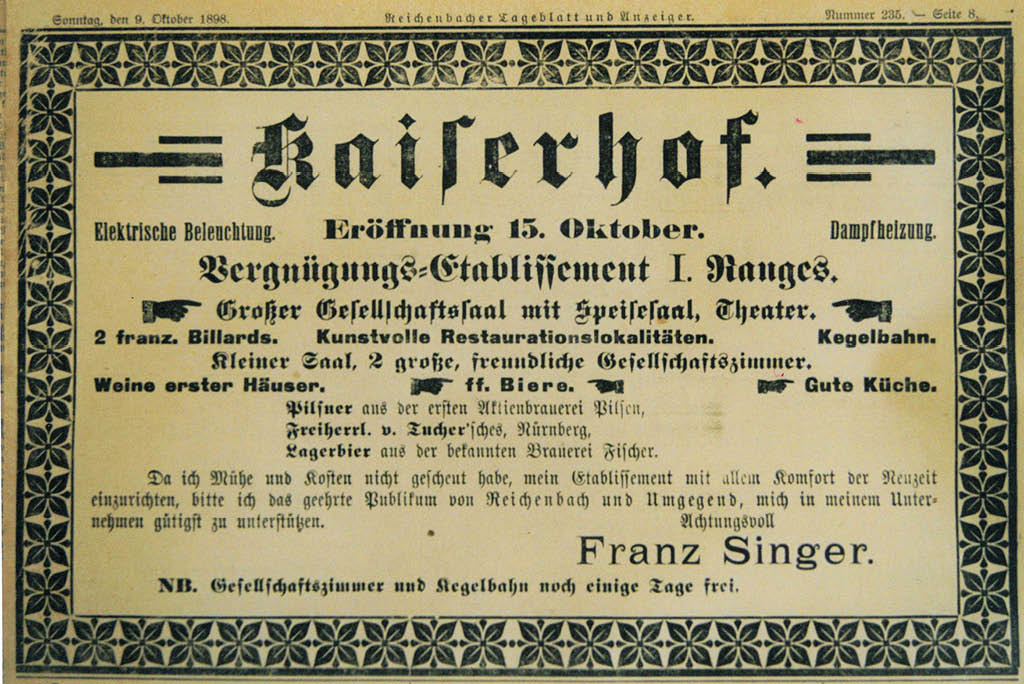 Sonntag, den 9. Oktober 1898. Reichenbacher Tageblatt und Anzeiger. Nummer 235. — Seite 8.
Kaiserhof.
Elektrische Beleuchtung. Eröffnung 15. Oktober. Dampfheizung.
Vergnügungs-Etablissement I. Ranges.
Großer Gesellschaftssaal mit Speisesaal, Theater.
2 franz. Billards. Kunstvolle Restaurationslokalitäten. Kegelbahn.
Kleiner Saal, 2 große, freundliche Gesellschaftszimmer.
Weine erster Häuser. ff. Biere. Gute Küche.
Pilsner aus der ersten Aktienbrauerei Pilsen,
Freiherrl. v. Tucher'sches, Nürnberg,
Lagerbier aus der bekannten Brauerei Fischer.
Da ich Mühe und Kosten nicht gescheut habe, mein Etablissement mit allem Komfort der Neuzeit
einzurichten, bitte ich das geehrte Publikum von Reichenbach und Umgegend, mich in meinem Unter-
nehmen gütigst zu unterstützen. Achtungsvoll
Franz Singer.
NB. Gesellschaftszimmer und Kegelbahn noch einige Tage frei.